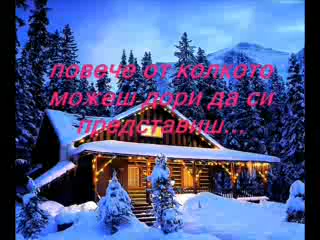 повече от колкото
можеш дори да си
представиш...